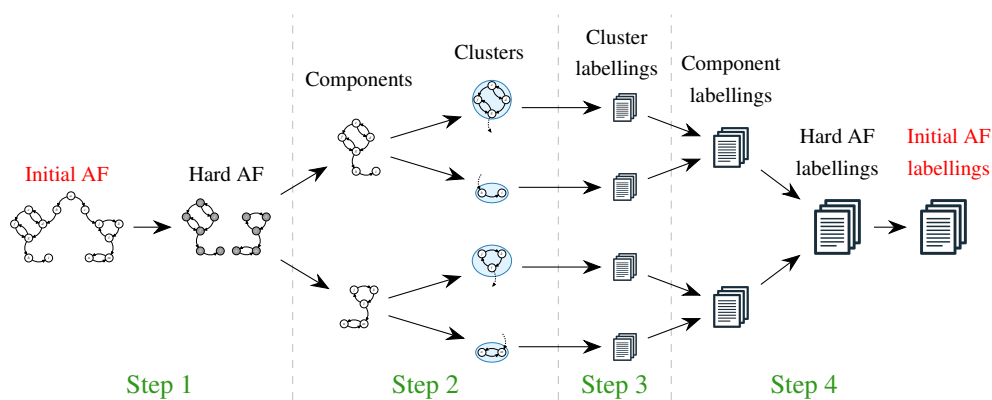 Clusters
Cluster
labellings
Components
Component
labellings
Initial AF
Hard AF
Hard AF
labellings
Initial AF
labellings
Step 1
Step 2
Step 3
Step 4